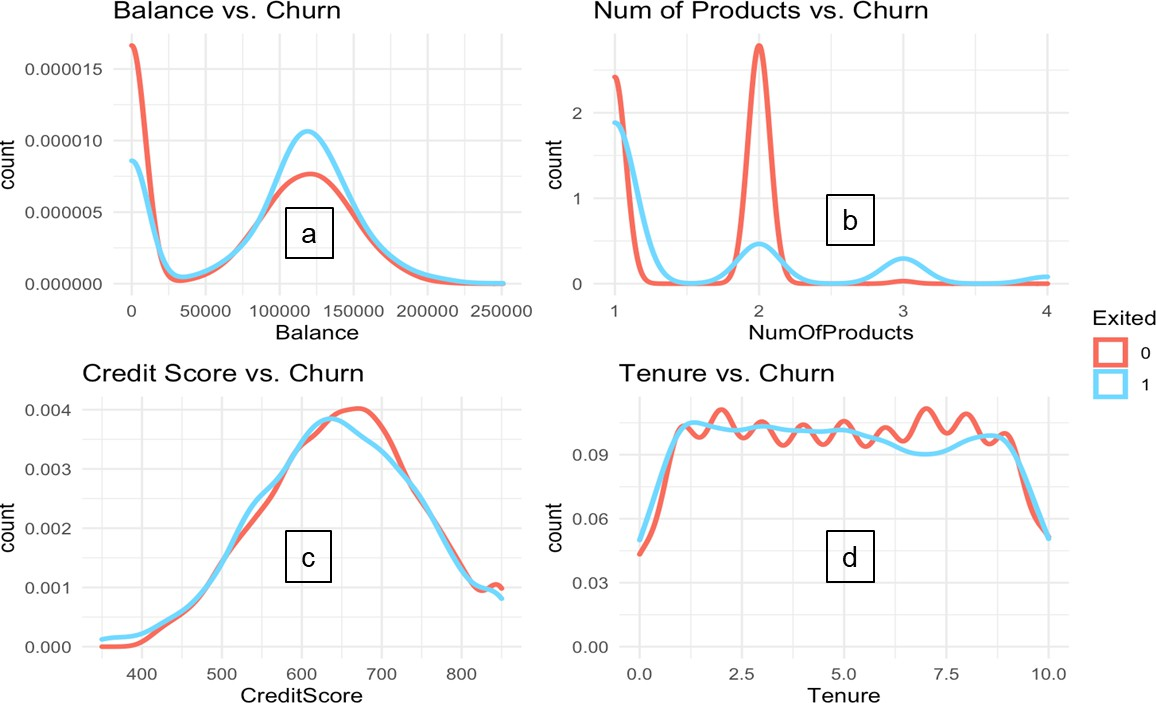 Balance vs. Churn
0.000015
0.000010
0.000005
0.000000
count
a
0 50000 100000 150000 200000 250000
Balance
Num of Products vs. Churn
2
1
0
count
b
1 2 3 4
NumOfProducts
Exited
0
1
Credit Score vs. Churn
0.004
0.003
0.002
0.001
0.000
count
c
400 500 600 700 800
CreditScore
Tenure vs. Churn
0.09
0.06
0.03
0.00
count
d
0.0 2.5 5.0 7.5 10.0
Tenure